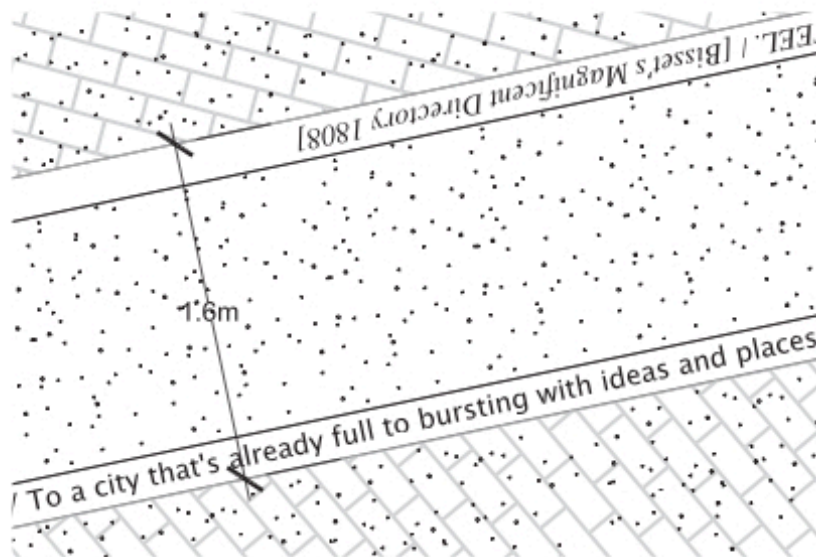 EEL. / [Bisset's Magnificent Directory 1808]
1.6m
/ To a city that's already full to bursting with ideas and places